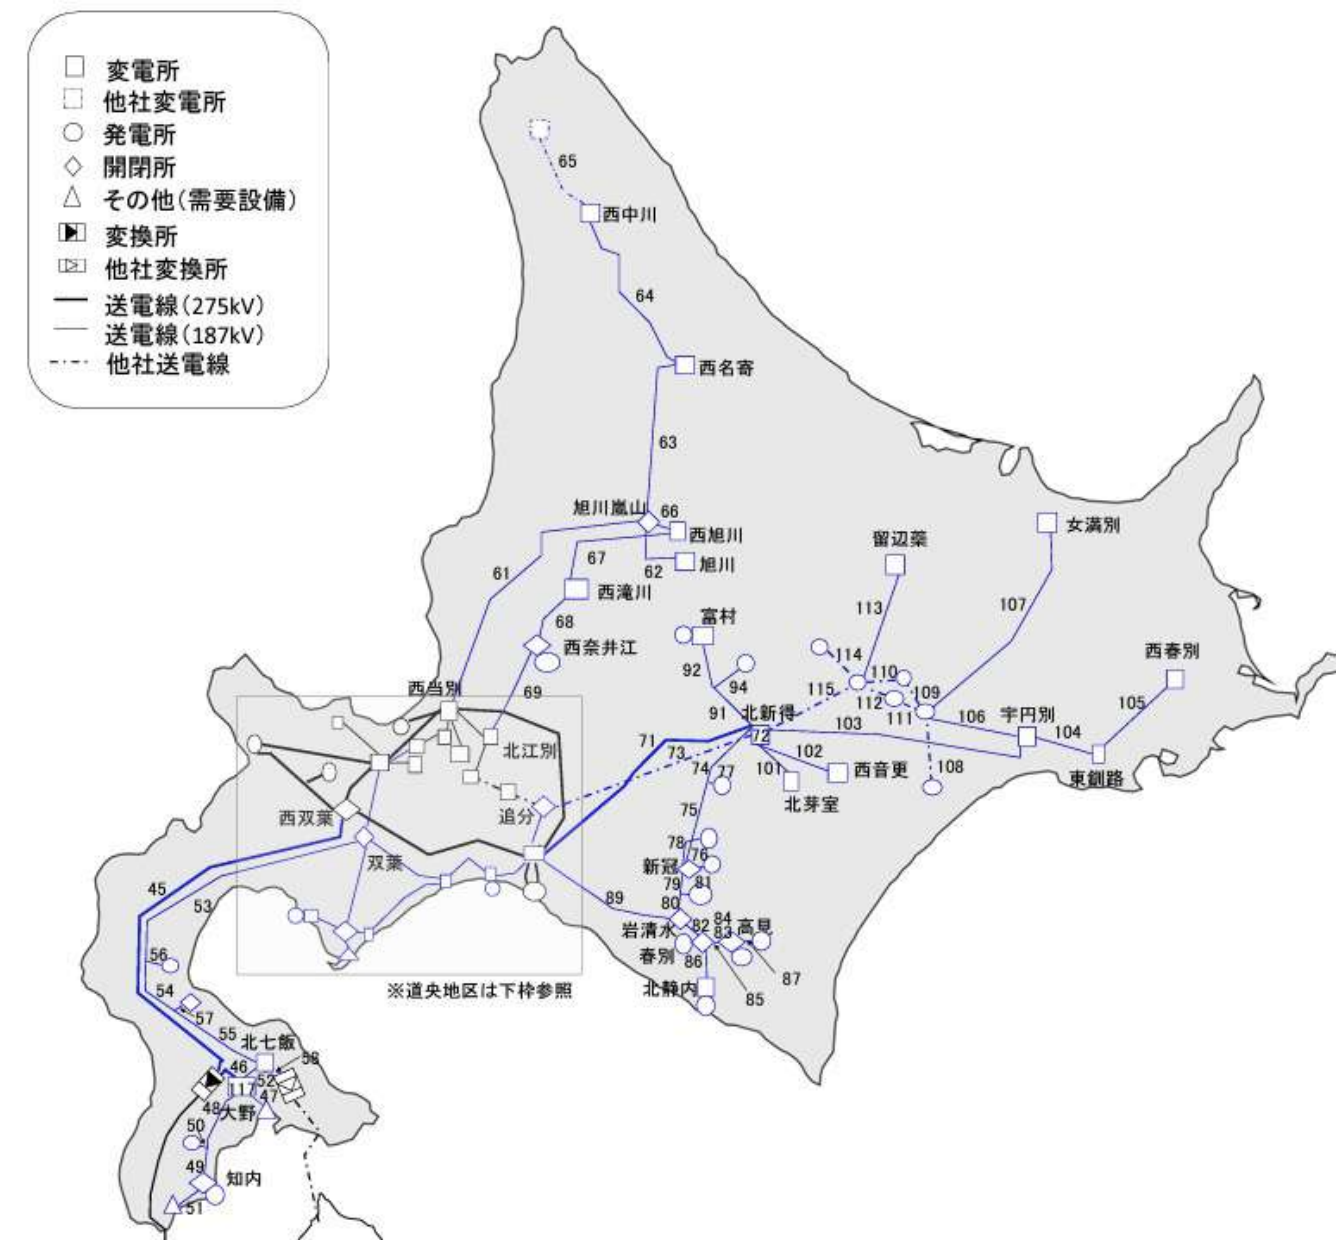 変電所
他社変電所
発電所
開閉所
その他(需要設備)
変換所
他社変換所
送電線(275kV)
送電線(187kV)
他社送電線
65
西中川
64
西名寄
63
旭川嵐山
66
西旭川
67
62
旭川
61
西滝川
68
西奈井江
69
女満別
留辺蘂
113
107
富村
114
92
94
115
110
109
112
111
西春別
105
西当別
91
北新得
72
103
106
宇円別
104
71
73
74
77
101
102
西音更
108
東釧路
北芽室
75
北江別
追分
西双葉
双葉
78
76
新冠
79
81
80
89
岩清水
82
84
83
高見
春別
86
87
85
北静内
45
53
56
54
57
※道央地区は下枠参照
55
北七飯
58
46
52
117
47
48
大野
50
49
知内
51